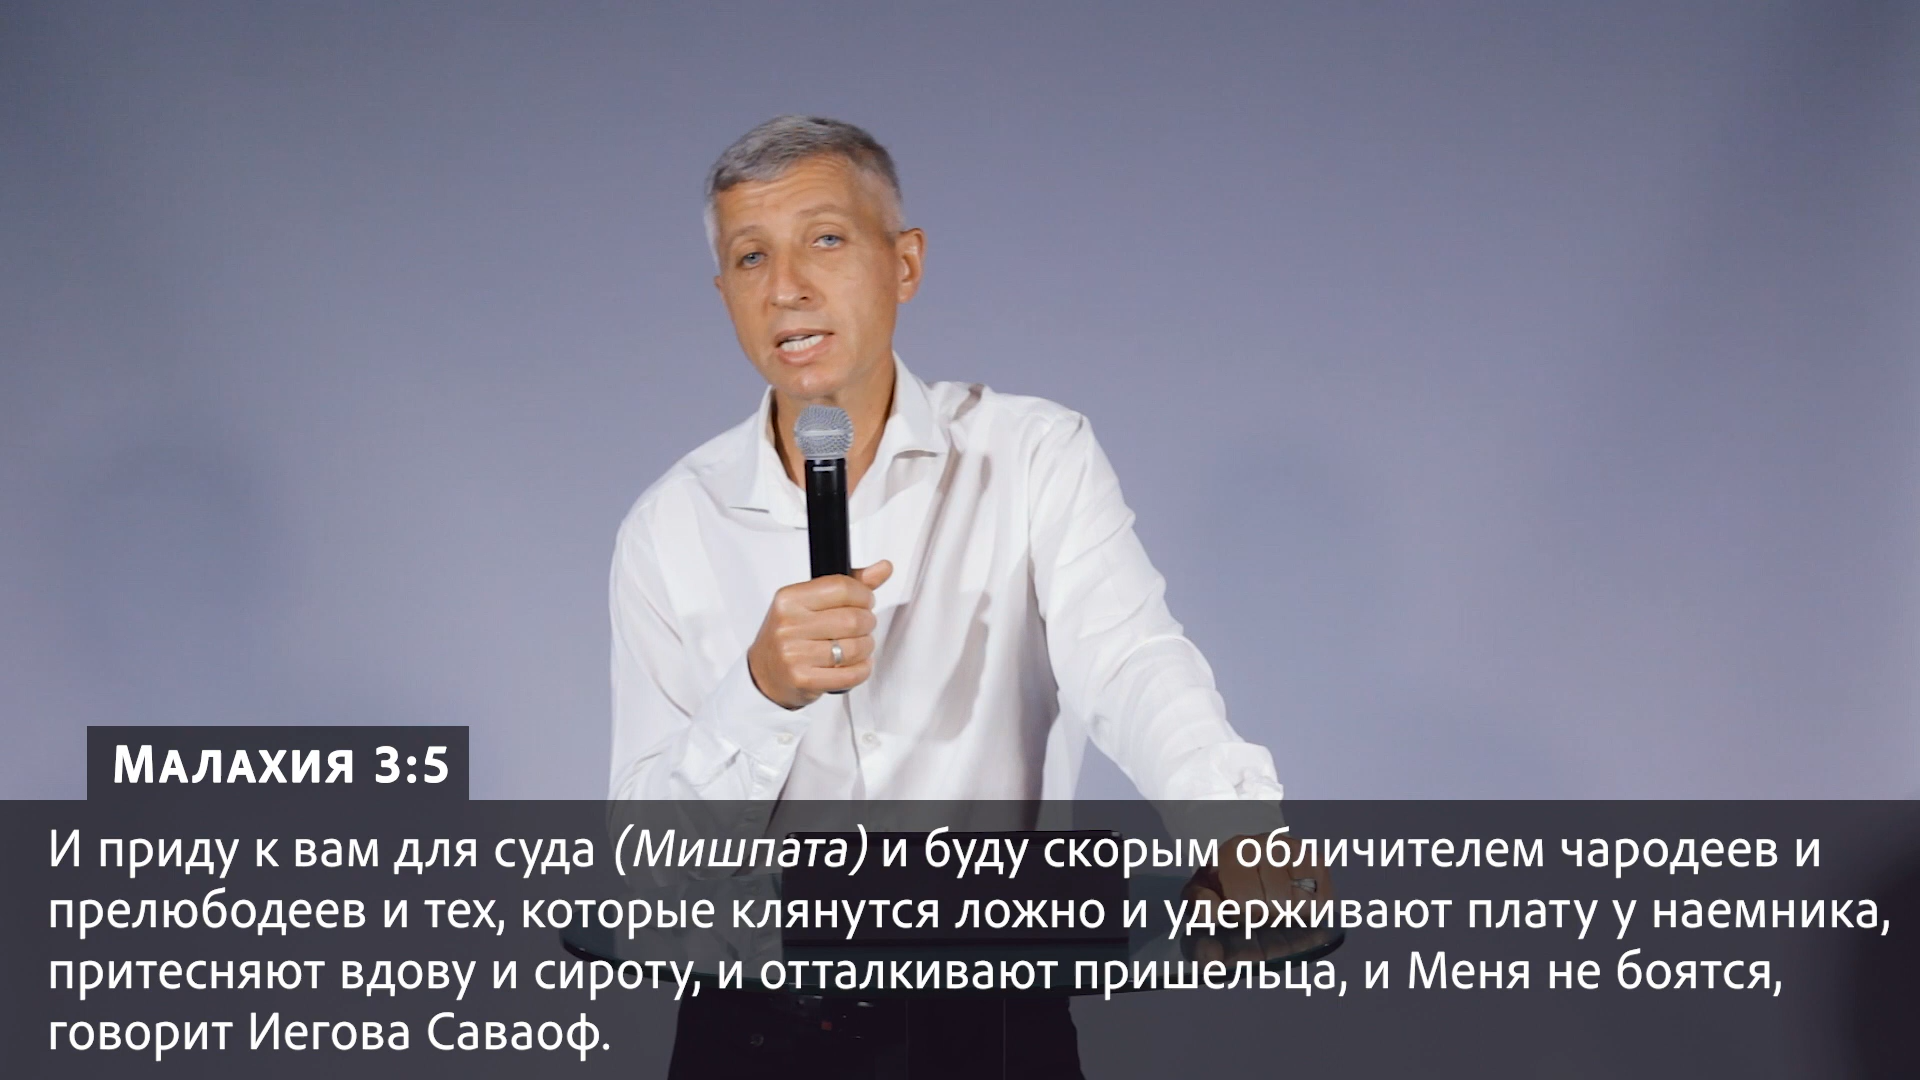 Малахия 3:5
И приду к вам для суда (Мишпата) и буду скорым обличителем чародеев и
прелюбодеев и тех, которые клянутся ложно и удерживают плату у наемника,
притесняют вдову и сироту, и отталкивают пришельца, и Меня не боятся,
говорит Иегова Саваоф.